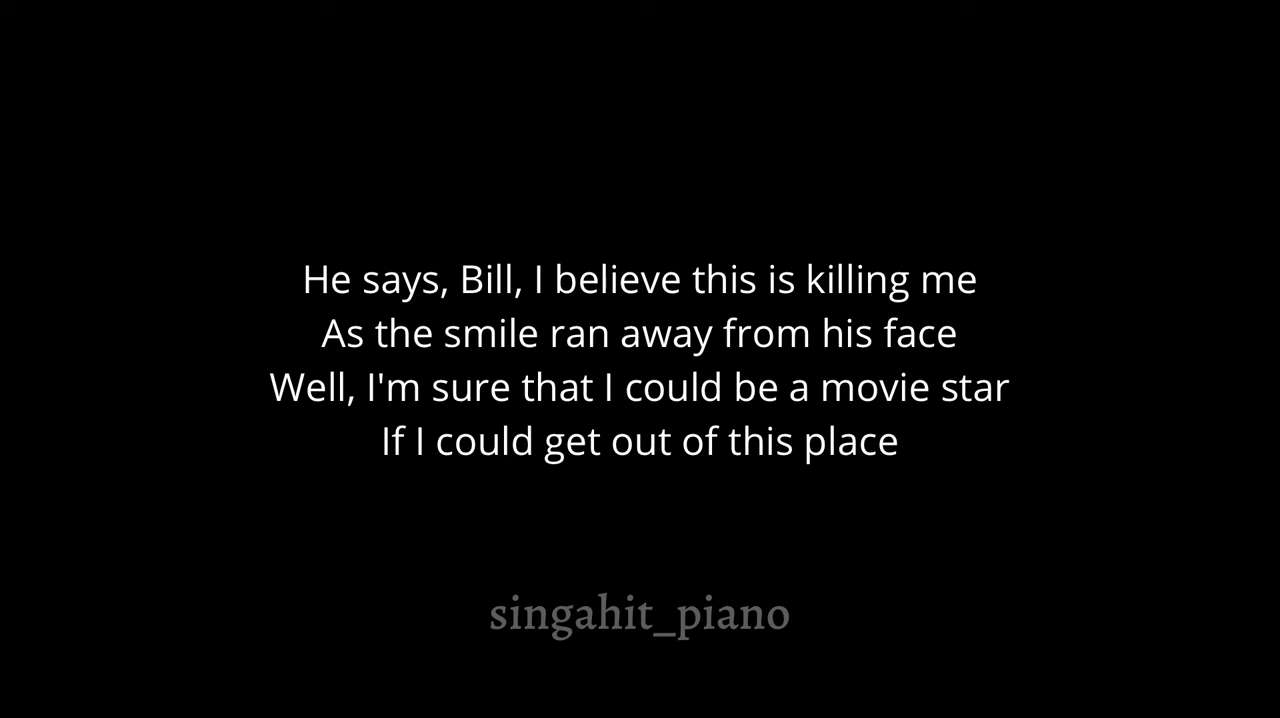 He says, Bill, I believe this is killing me
As the smile ran away from his face
Well, I'm sure that I could be a movie star
If I could get out of this place
singahit_piano